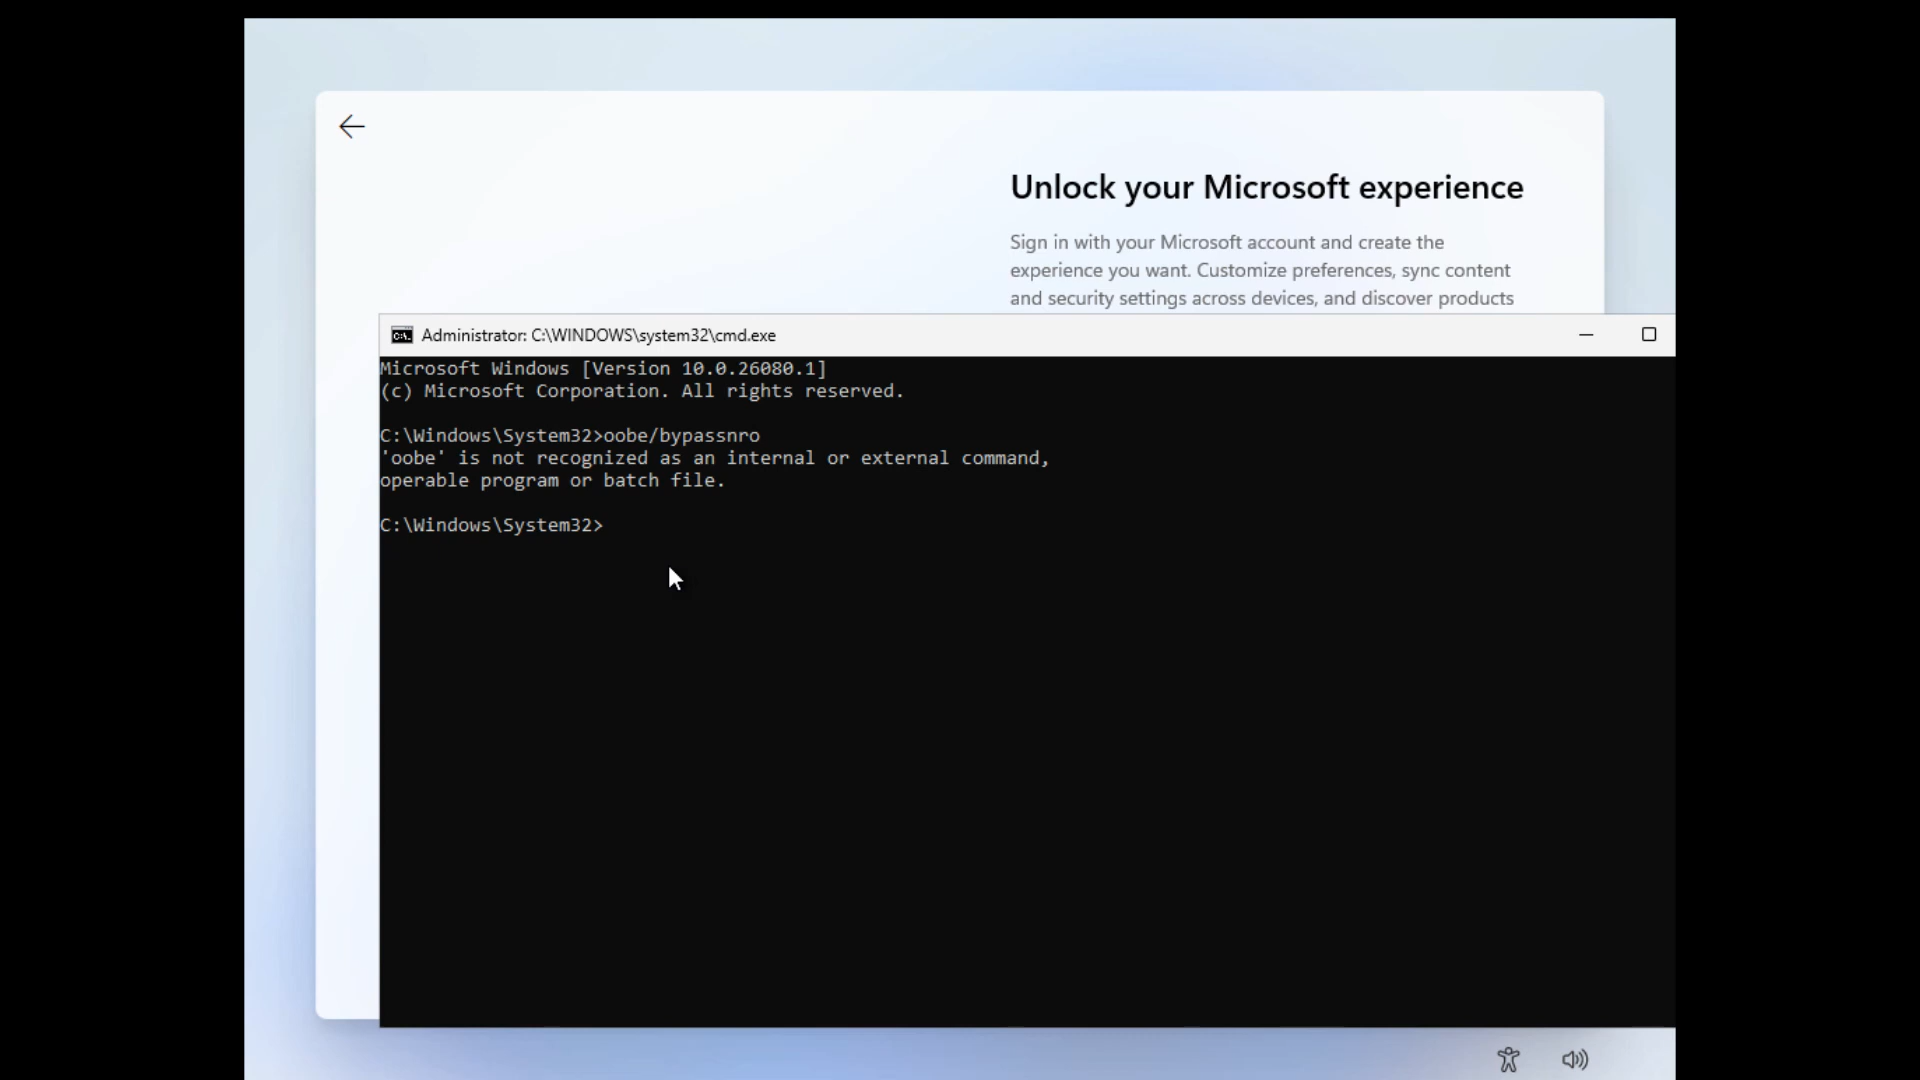 Unlock your Microsoft experience
Sign in with your Microsoft account and create the
experience you want. Customize preferences, sync content
and security settings across devices, and discover products
Administrator: C:\WINDOWS\system32\cmd.exe
Microsoft Windows [Version 10.0.26080.1]
(c) Microsoft Corporation. All rights reserved.
C:\Windows\System32>oobe/bypassnro
'oobe' is not recognized as an internal or external command,
operable program or batch file.
C:\Windows\System32>